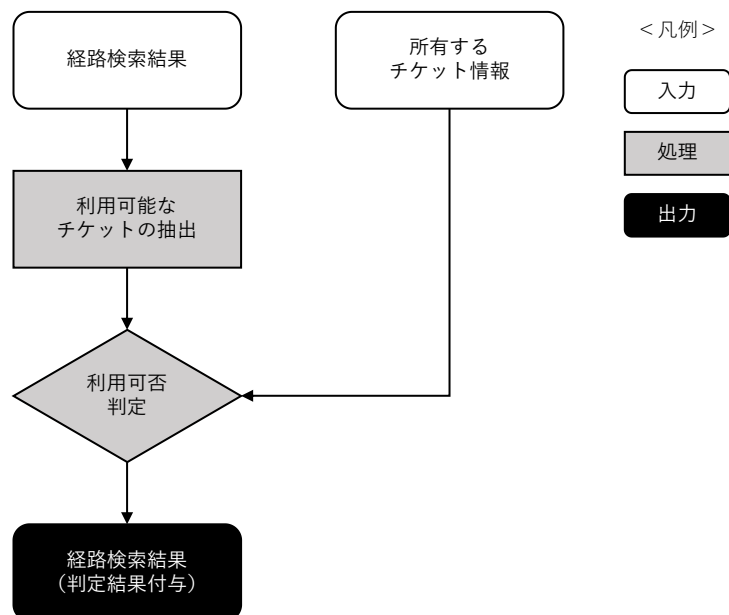 経路検索結果
所有する
チケット情報
利用可能な
チケットの抽出
利用可否
判定
経路検索結果
（判定結果付与）
＜凡例＞
入力
処理
出力